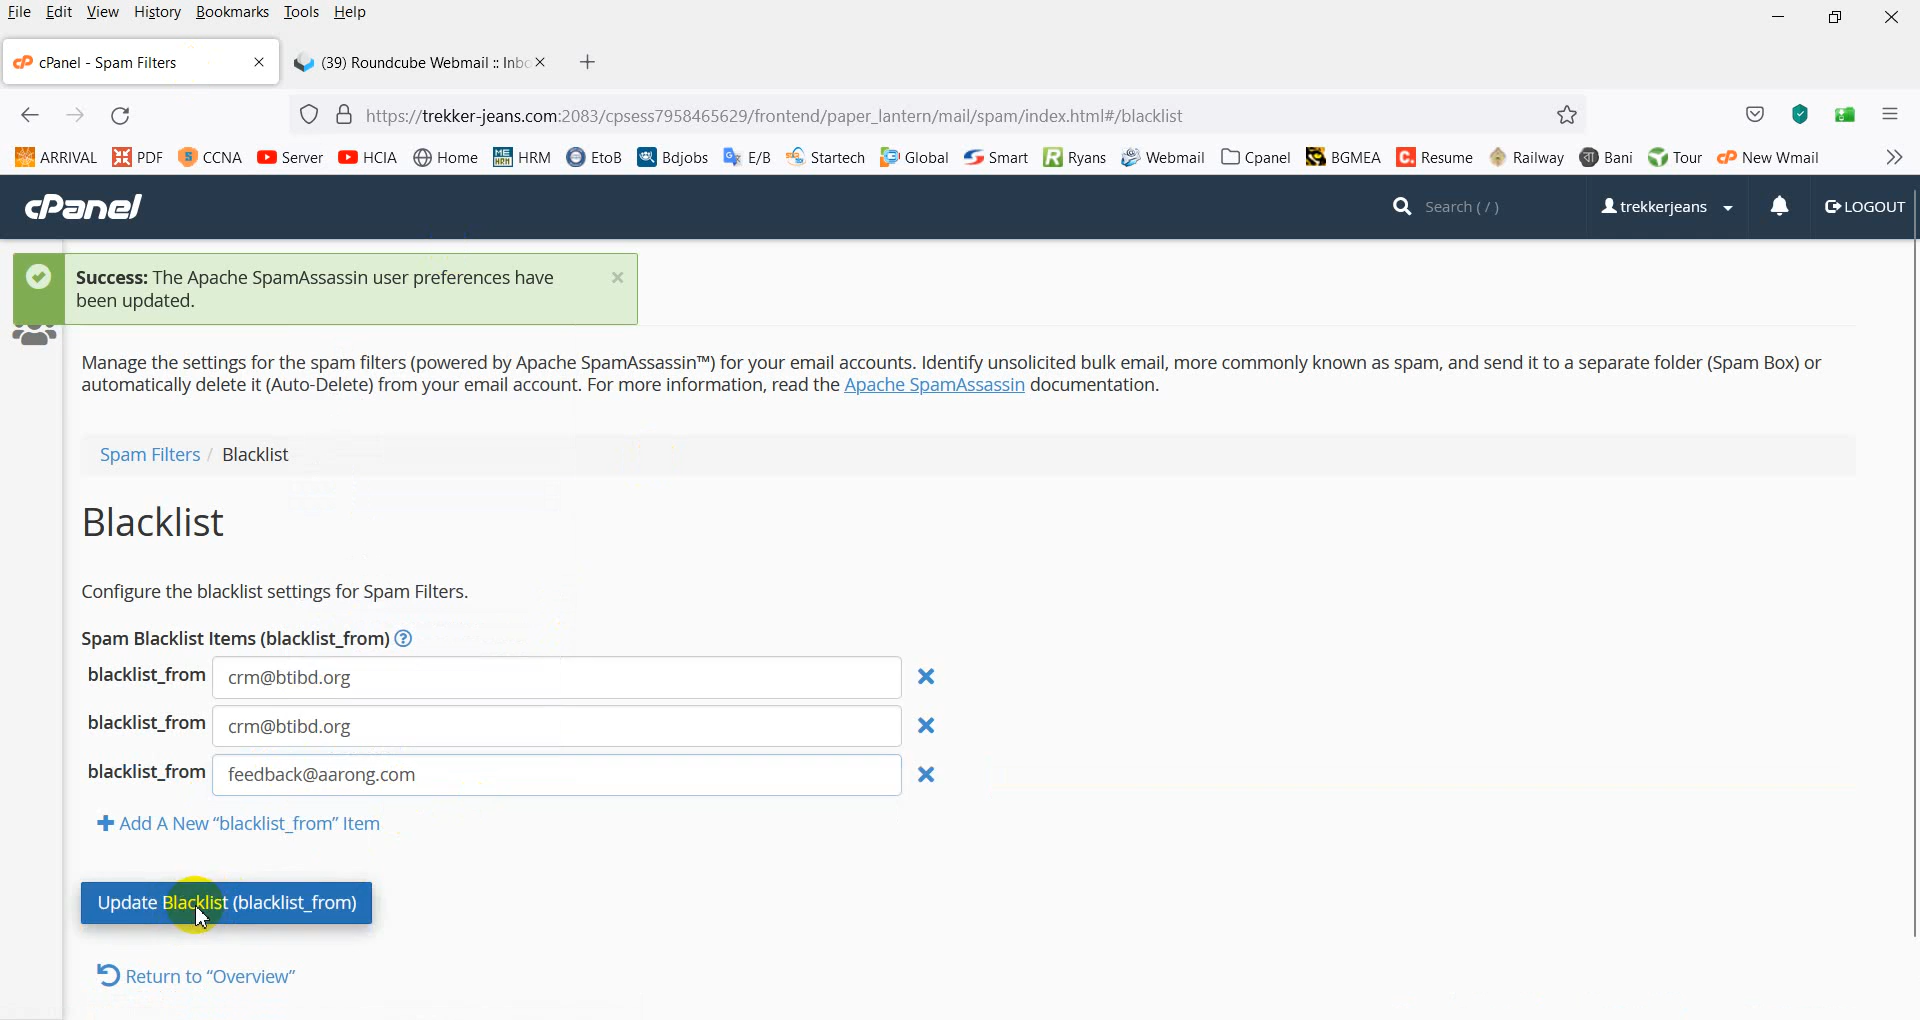 File Edit View History Bookmarks Tools Help
cPanel - Spam Filters
(39) Roundcube Webmail :: Inbo
https://trekker-jeans.com:2083/cpsess7958465629/frontend/paper_lantern/mail/spam/index.html#/blacklist
ARRIVAL PDF CCNA Server HCIA Home HRM EtoB Bdjobs E/B Startech Global Smart Ryans Webmail Cpanel BGMEA Resume Railway Bani Tour New Wmail
cPanel Search ( / ) trekkerjeans LOGOUT
Success: The Apache SpamAssassin user preferences have
been updated.
Manage the settings for the spam filters (powered by Apache SpamAssassin™) for your email accounts. Identify unsolicited bulk email, more commonly known as spam, and send it to a separate folder (Spam Box) or
automatically delete it (Auto-Delete) from your email account. For more information, read the Apache SpamAssassin documentation.
Spam Filters / Blacklist
Blacklist
Configure the blacklist settings for Spam Filters.
Spam Blacklist Items (blacklist_from)
blacklist_from crm@btibd.org
blacklist_from crm@btibd.org
blacklist_from feedback@aarong.com
Add A New “blacklist_from” Item
Update Blacklist (blacklist_from)
Return to “Overview”